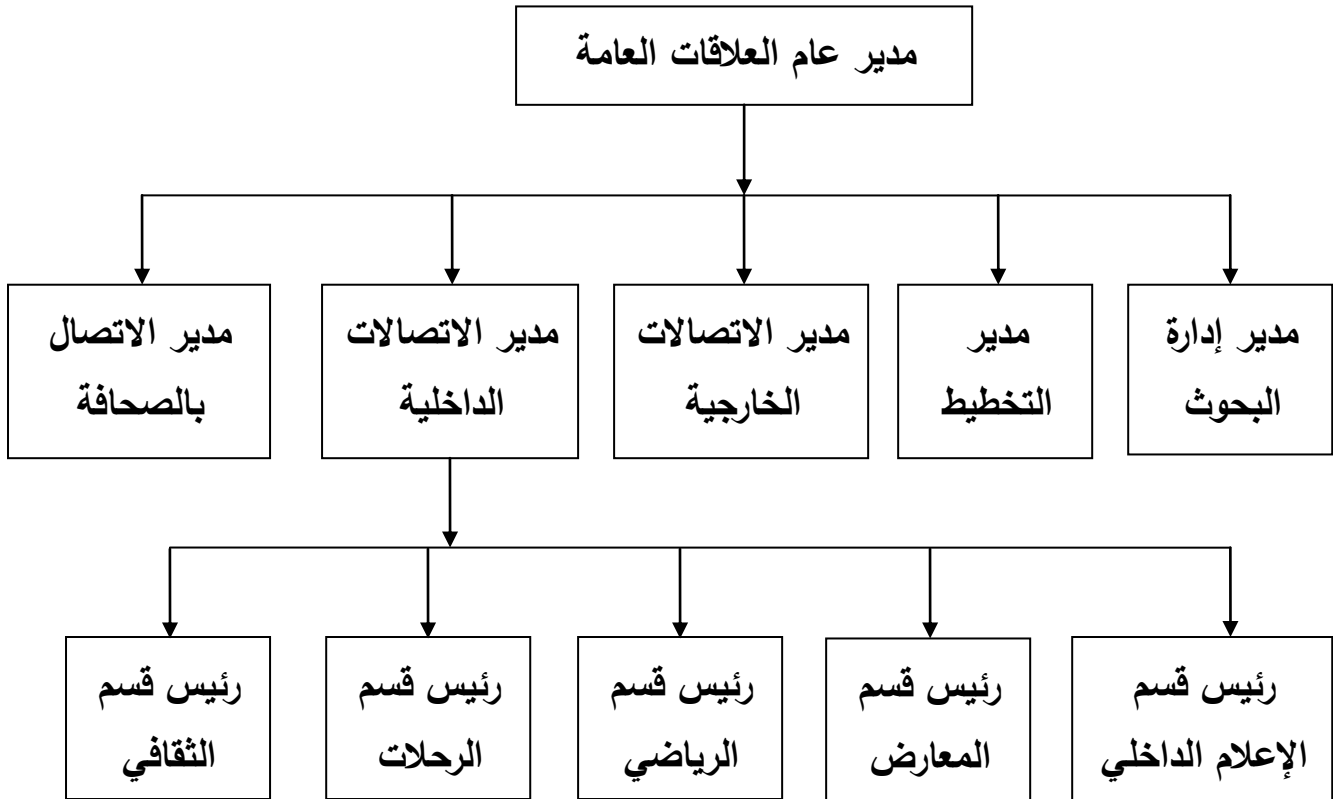 مدير عام العلاقات العامة
مدير إدارة
البحوث
مدير
التخطيط
مدير الاتصالات
الخارجية
مدير الاتصالات
الداخلية
مدير الاتصال
بالصحافة
رئيس قسم
الإعلام الداخلي
رئيس قسم
المعارض
رئيس قسم
الرياضي
رئيس قسم
الرحلات
رئيس قسم
الثقافي